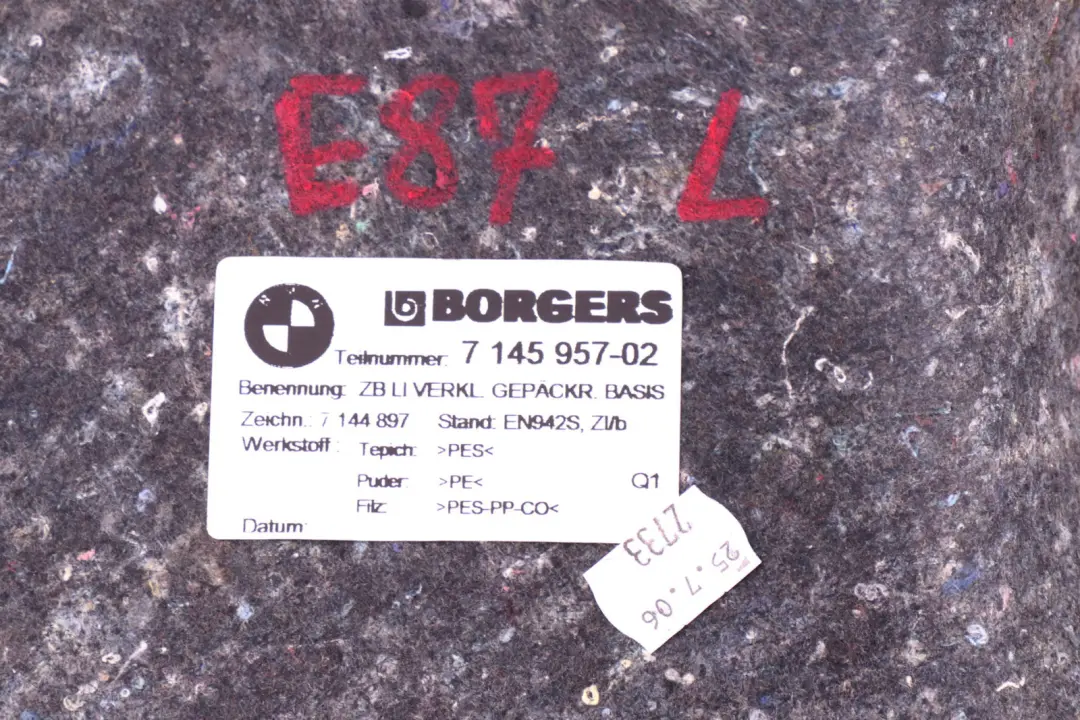 E87 L
BORGERS
Teilnummer: 7 145 957-02
Benennung: ZB LI VERKL. GEPÄCKR. BASIS
Zeichn.: 7 144 897 Stand: EN942S, ZI/b
Werkstoff: Tepich: >PES<
Puder: >PE< Q1
Filz: >PES-PP-CO<
Datum:
2733
25.7.06